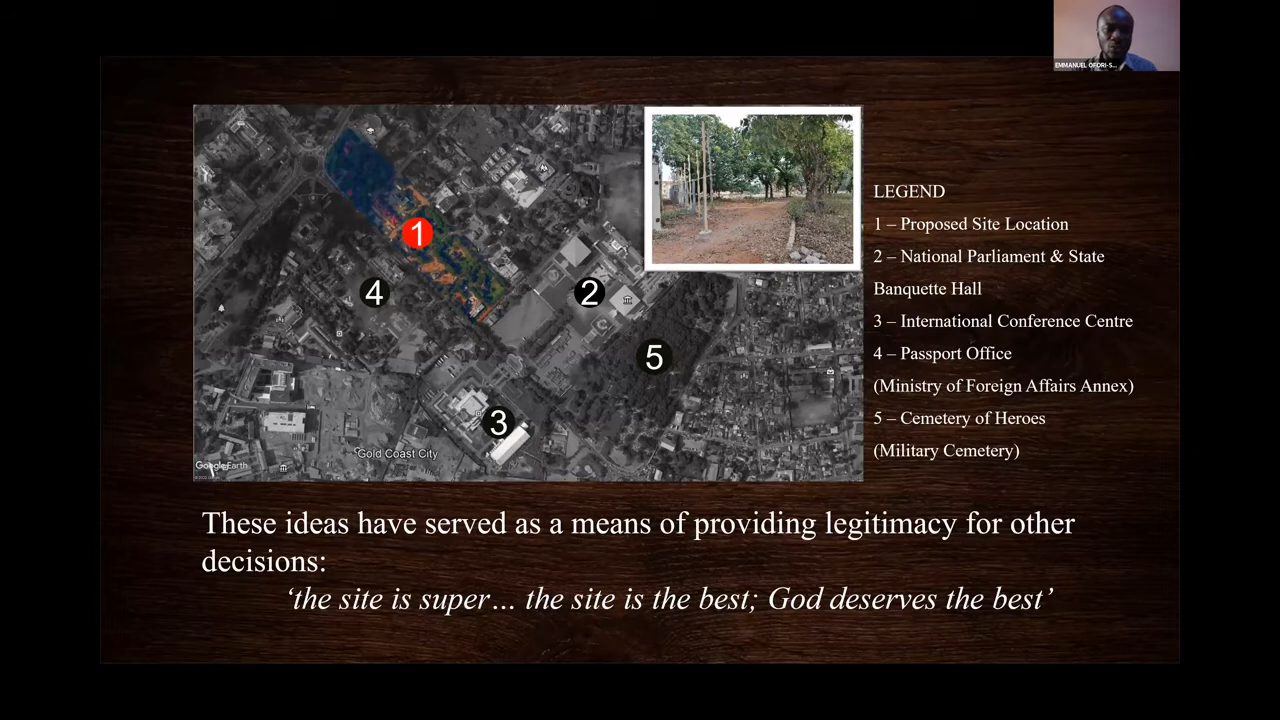 EMMANUEL OFORI-S...
1
2
3
4
5
Gold Coast City
Google Earth
LEGEND
1 – Proposed Site Location
2 – National Parliament & State
Banquette Hall
3 – International Conference Centre
4 – Passport Office
(Ministry of Foreign Affairs Annex)
5 – Cemetery of Heroes
(Military Cemetery)
These ideas have served as a means of providing legitimacy for other
decisions:
‘the site is super… the site is the best; God deserves the best’